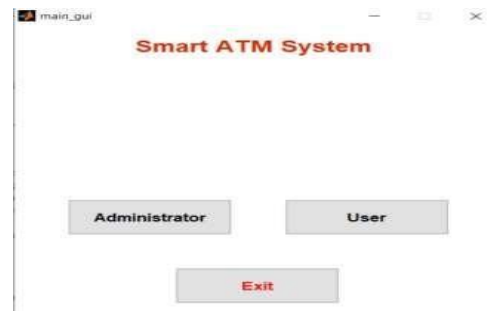 main_gui
Smart ATM System
Administrator
User
Exit